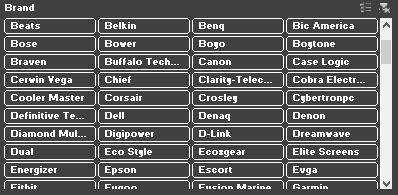 Brand
Beats Belkin Benq Bic America
Bose Bower Boyo Boytone
Braven Buffalo Tech... Canon Case Logic
Cerwin Vega Chief Clarity-Telec... Cobra Electr...
Cooler Master Corsair Crosley Cybertronpc
Definitive Te... Dell Denaq Denon
Diamond Mul... Digipower D-Link Dreamwave
Dual Eco Style Ecoxgear Elite Screens
Energizer Epson Escort Evga
Fitbit Fugoo Fusion Marine Garmin